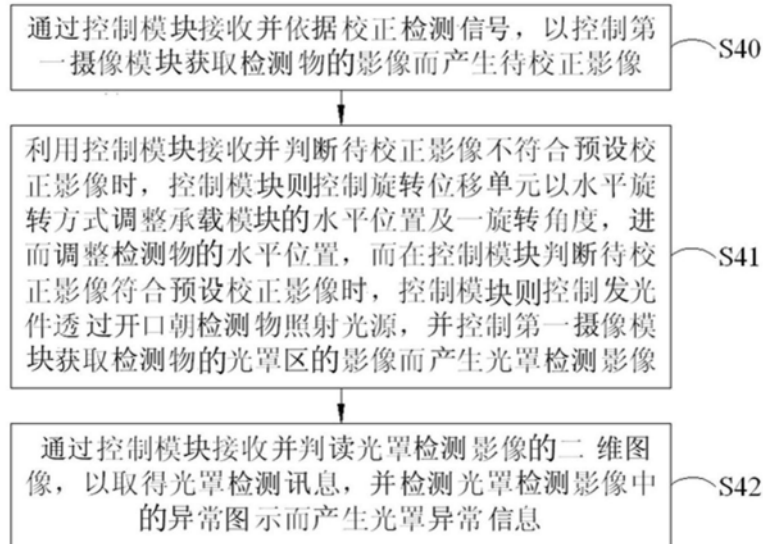 通过控制模块接收并依据校正检测信号，以控制第
一摄像模块获取检测物的影像而产生待校正影像
S40
利用控制模块接收并判断待校正影像不符合预设校
正影像时，控制模块则控制旋转位移单元以水平旋
转方式调整承载模块的水平位置及一旋转角度，进
而调整检测物的水平位置，而在控制模块判断待校
正影像符合预设校正影像时，控制模块则控制发光
件透过开口朝检测物照射光源，并控制第一摄像模
块获取检测物的光罩区的影像而产生光罩检测影像
S41
通过控制模块接收并判读光罩检测影像的二 维图
像，以取得光罩检测讯息，并检测光罩检测影像中
的异常图示而产生光罩异常信息
S42